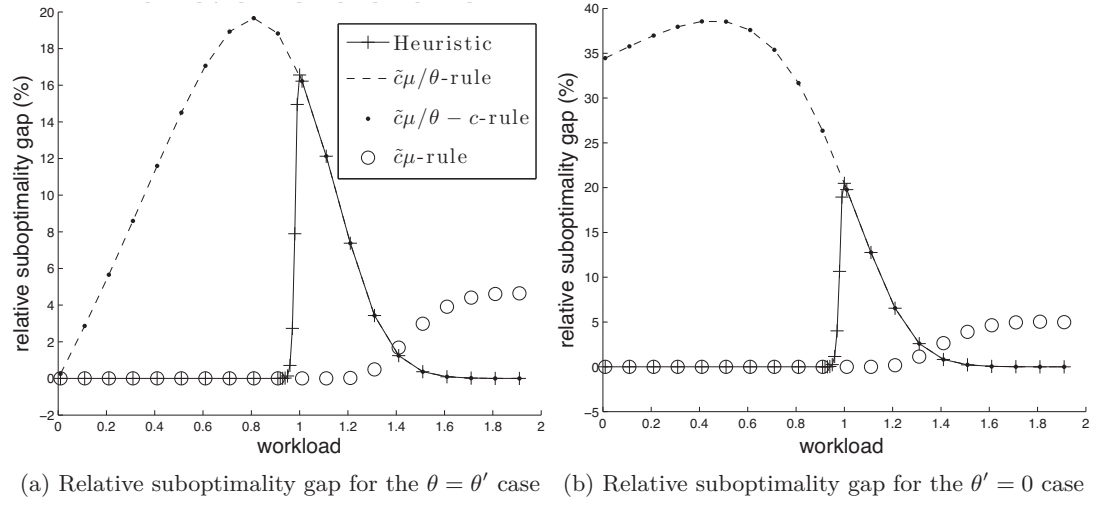 20
18
16
14
12
10
8
6
4
2
0
−2
relative suboptimality gap (%)
Heuristic
c̃μ/θ-rule
c̃μ/θ − c-rule
c̃μ-rule
0 0.2 0.4 0.6 0.8 1 1.2 1.4 1.6 1.8 2
workload
(a) Relative suboptimality gap for the θ = θ′ case
40
35
30
25
20
15
10
5
0
−5
relative suboptimality gap (%)
0 0.2 0.4 0.6 0.8 1 1.2 1.4 1.6 1.8 2
workload
(b) Relative suboptimality gap for the θ′ = 0 case